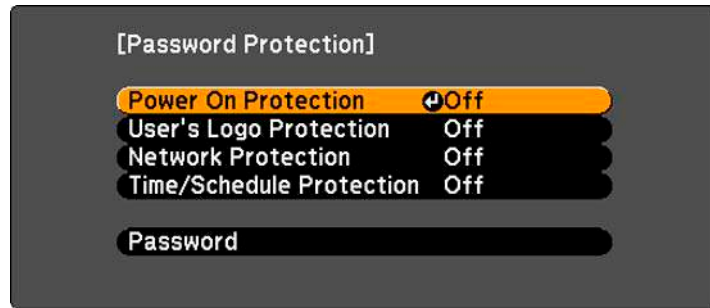 [Password Protection]
Power On Protection Off
User's Logo Protection Off
Network Protection Off
Time/Schedule Protection Off
Password